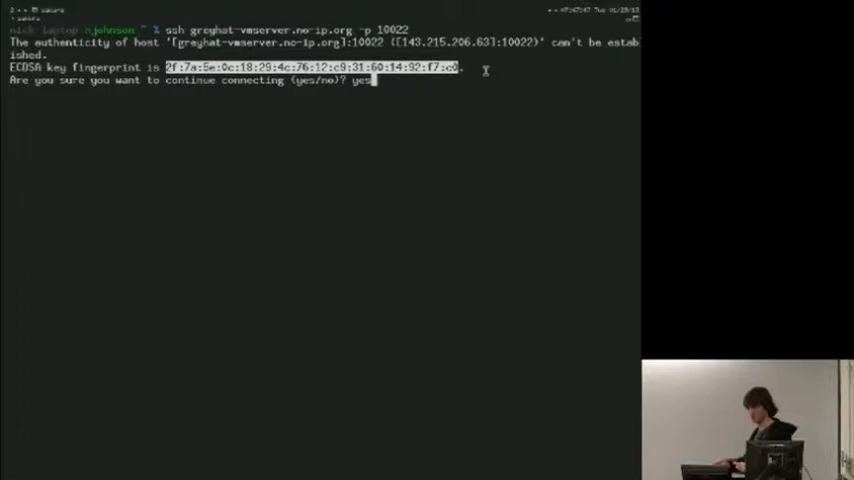 nick Laptop njohnson ~ % ssh greyhat-vmserver.no-ip.org -p 10022
The authenticity of host '[greyhat-vmserver.no-ip.org]:10022 ([143.215.206.63]:10022)' can't be estab
ished.
ECDSA key fingerprint is 2f:7a:5e:0c:18:29:4c:76:12:c9:31:60:14:92:f7:c0.
Are you sure you want to continue connecting (yes/no)? yes